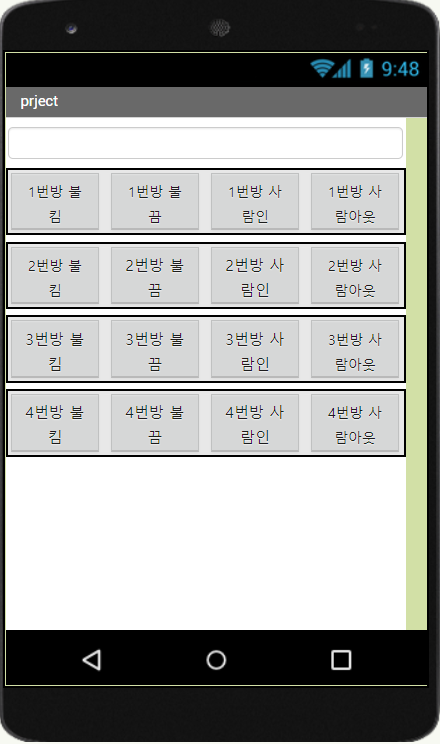 9:48
prject
1번방 불 1번방 불 1번방 사 1번방 사
킴 끔 람인 람아웃
2번방 불 2번방 불 2번방 사 2번방 사
킴 끔 람인 람아웃
3번방 불 3번방 불 3번방 사 3번방 사
킴 끔 람인 람아웃
4번방 불 4번방 불 4번방 사 4번방 사
킴 끔 람인 람아웃